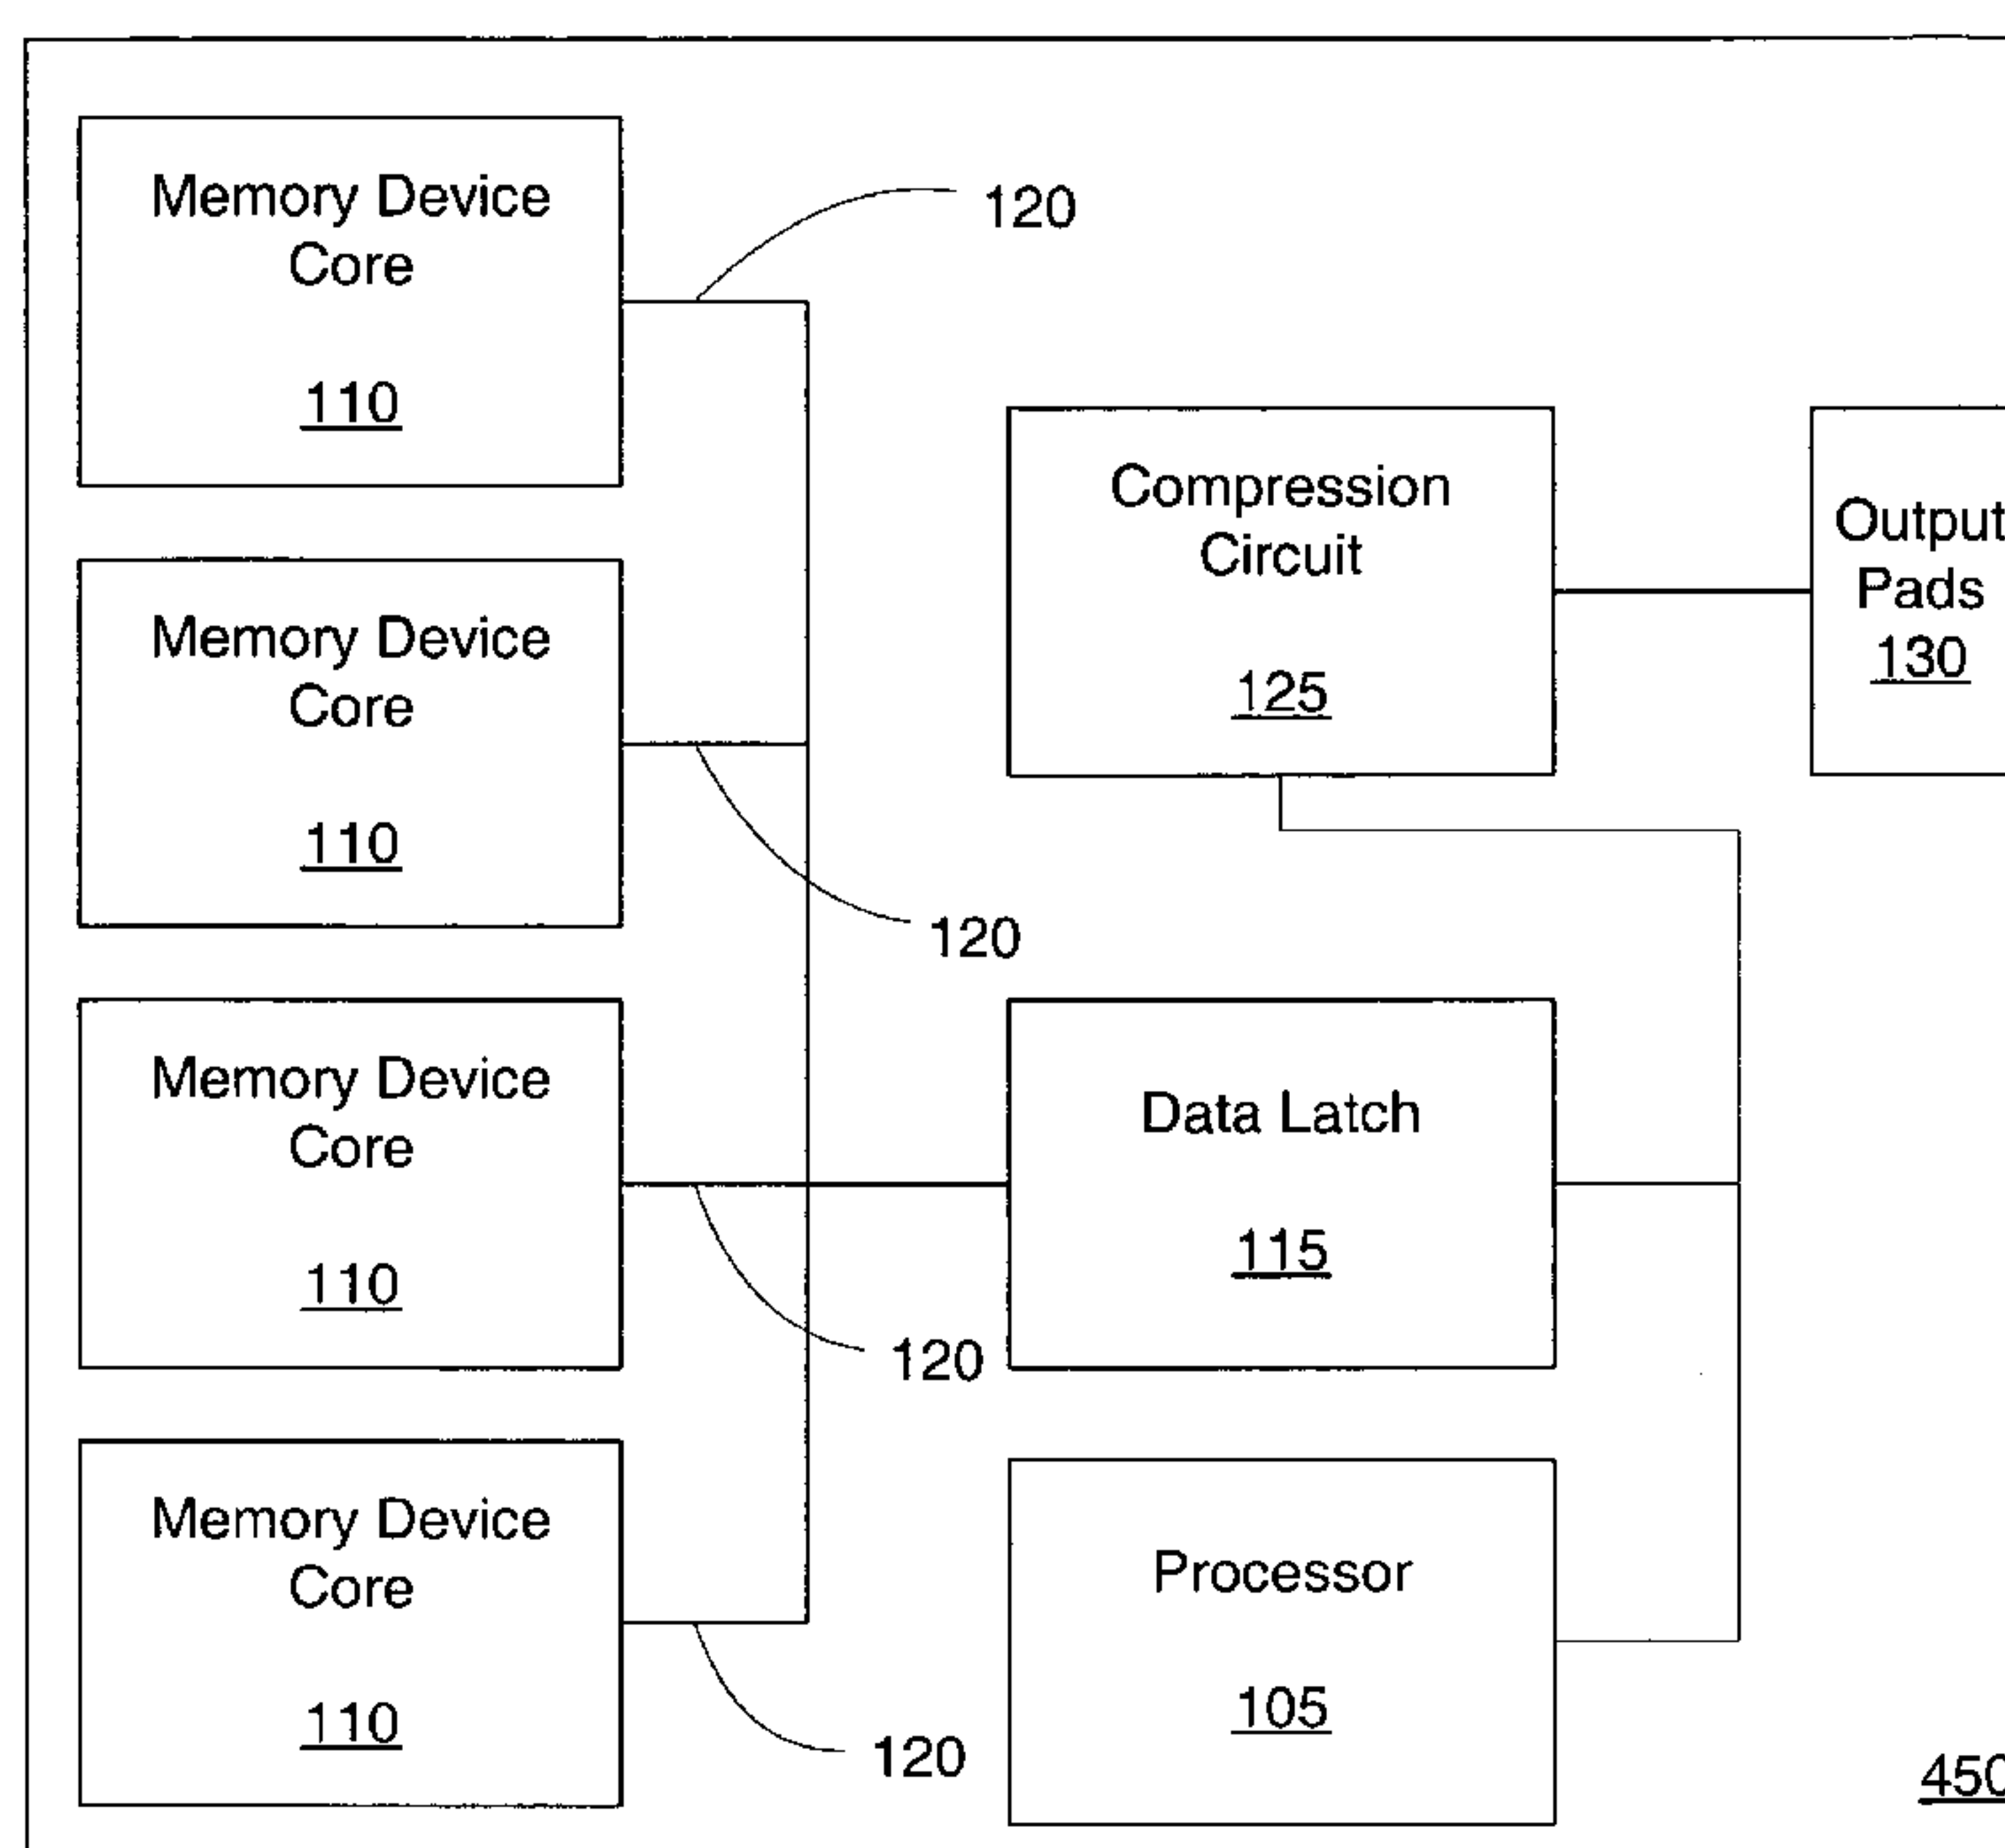 Memory Device
Core
110
120
Memory Device
Core
110
120
Memory Device
Core
110
120
Memory Device
Core
110
120
Compression
Circuit
125
Output
Pads
130
Data Latch
115
Processor
105
450